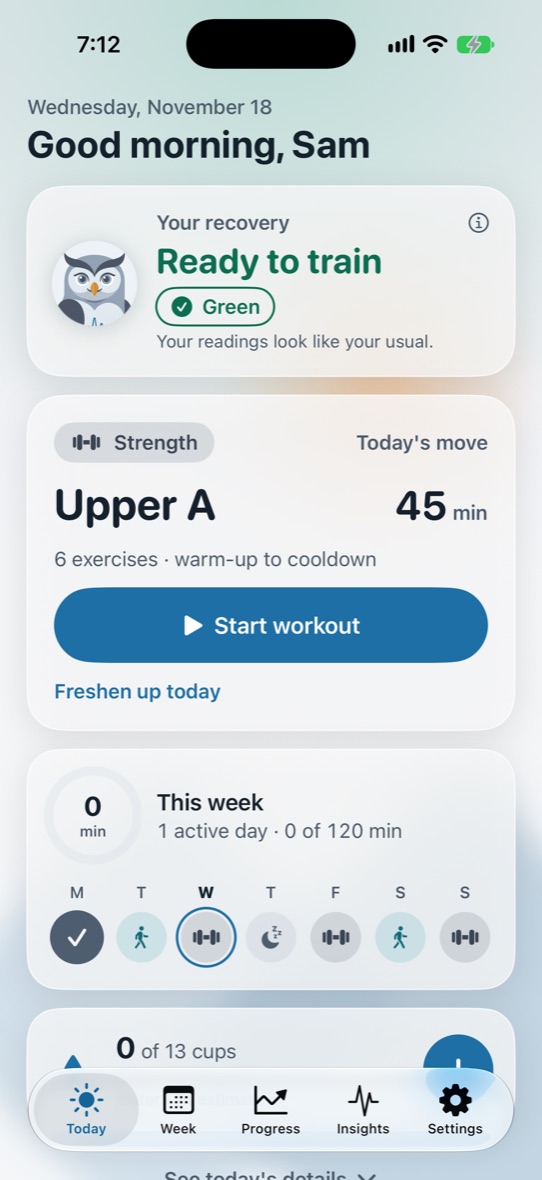 7:12
Wednesday, November 18
Good morning, Sam
Your recovery
Ready to train
Green
Your readings look like your usual.
Strength
Today's move
Upper A
45 min
6 exercises · warm-up to cooldown
Start workout
Freshen up today
0
min
This week
1 active day · 0 of 120 min
M T W T F S S
0 of 13 cups
Today
Week
Progress
Insights
Settings
See today's details